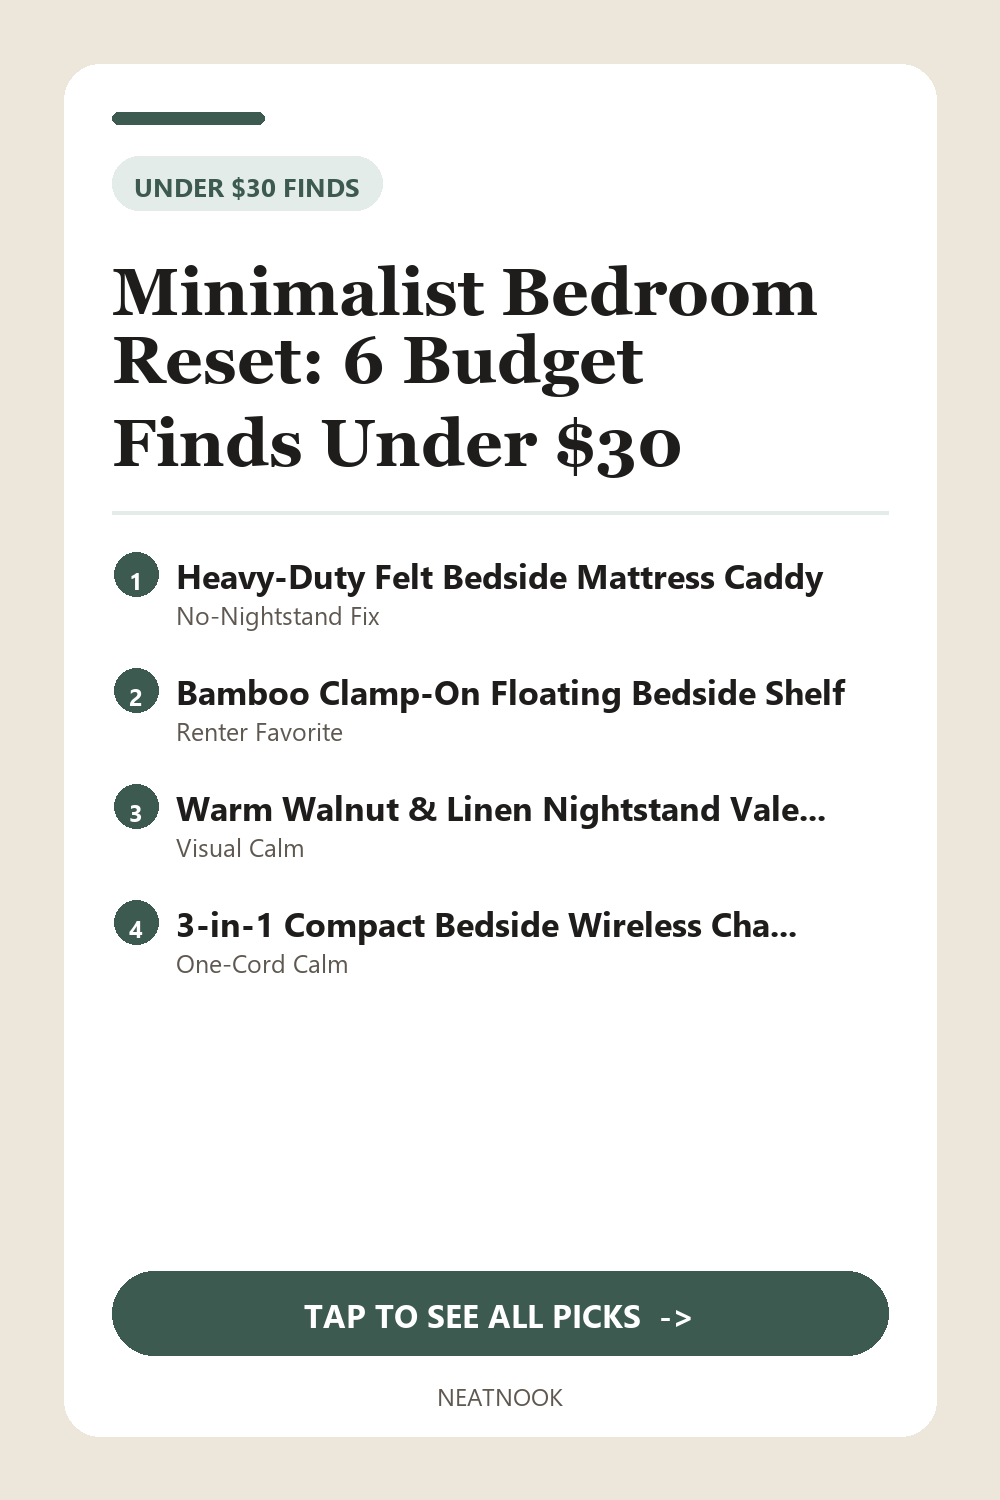 UNDER $30 FINDS
Minimalist Bedroom
Reset: 6 Budget
Finds Under $30
1 Heavy-Duty Felt Bedside Mattress Caddy
No-Nightstand Fix
2 Bamboo Clamp-On Floating Bedside Shelf
Renter Favorite
3 Warm Walnut & Linen Nightstand Vale...
Visual Calm
4 3-in-1 Compact Bedside Wireless Cha...
One-Cord Calm
TAP TO SEE ALL PICKS ->
NEATNOOK